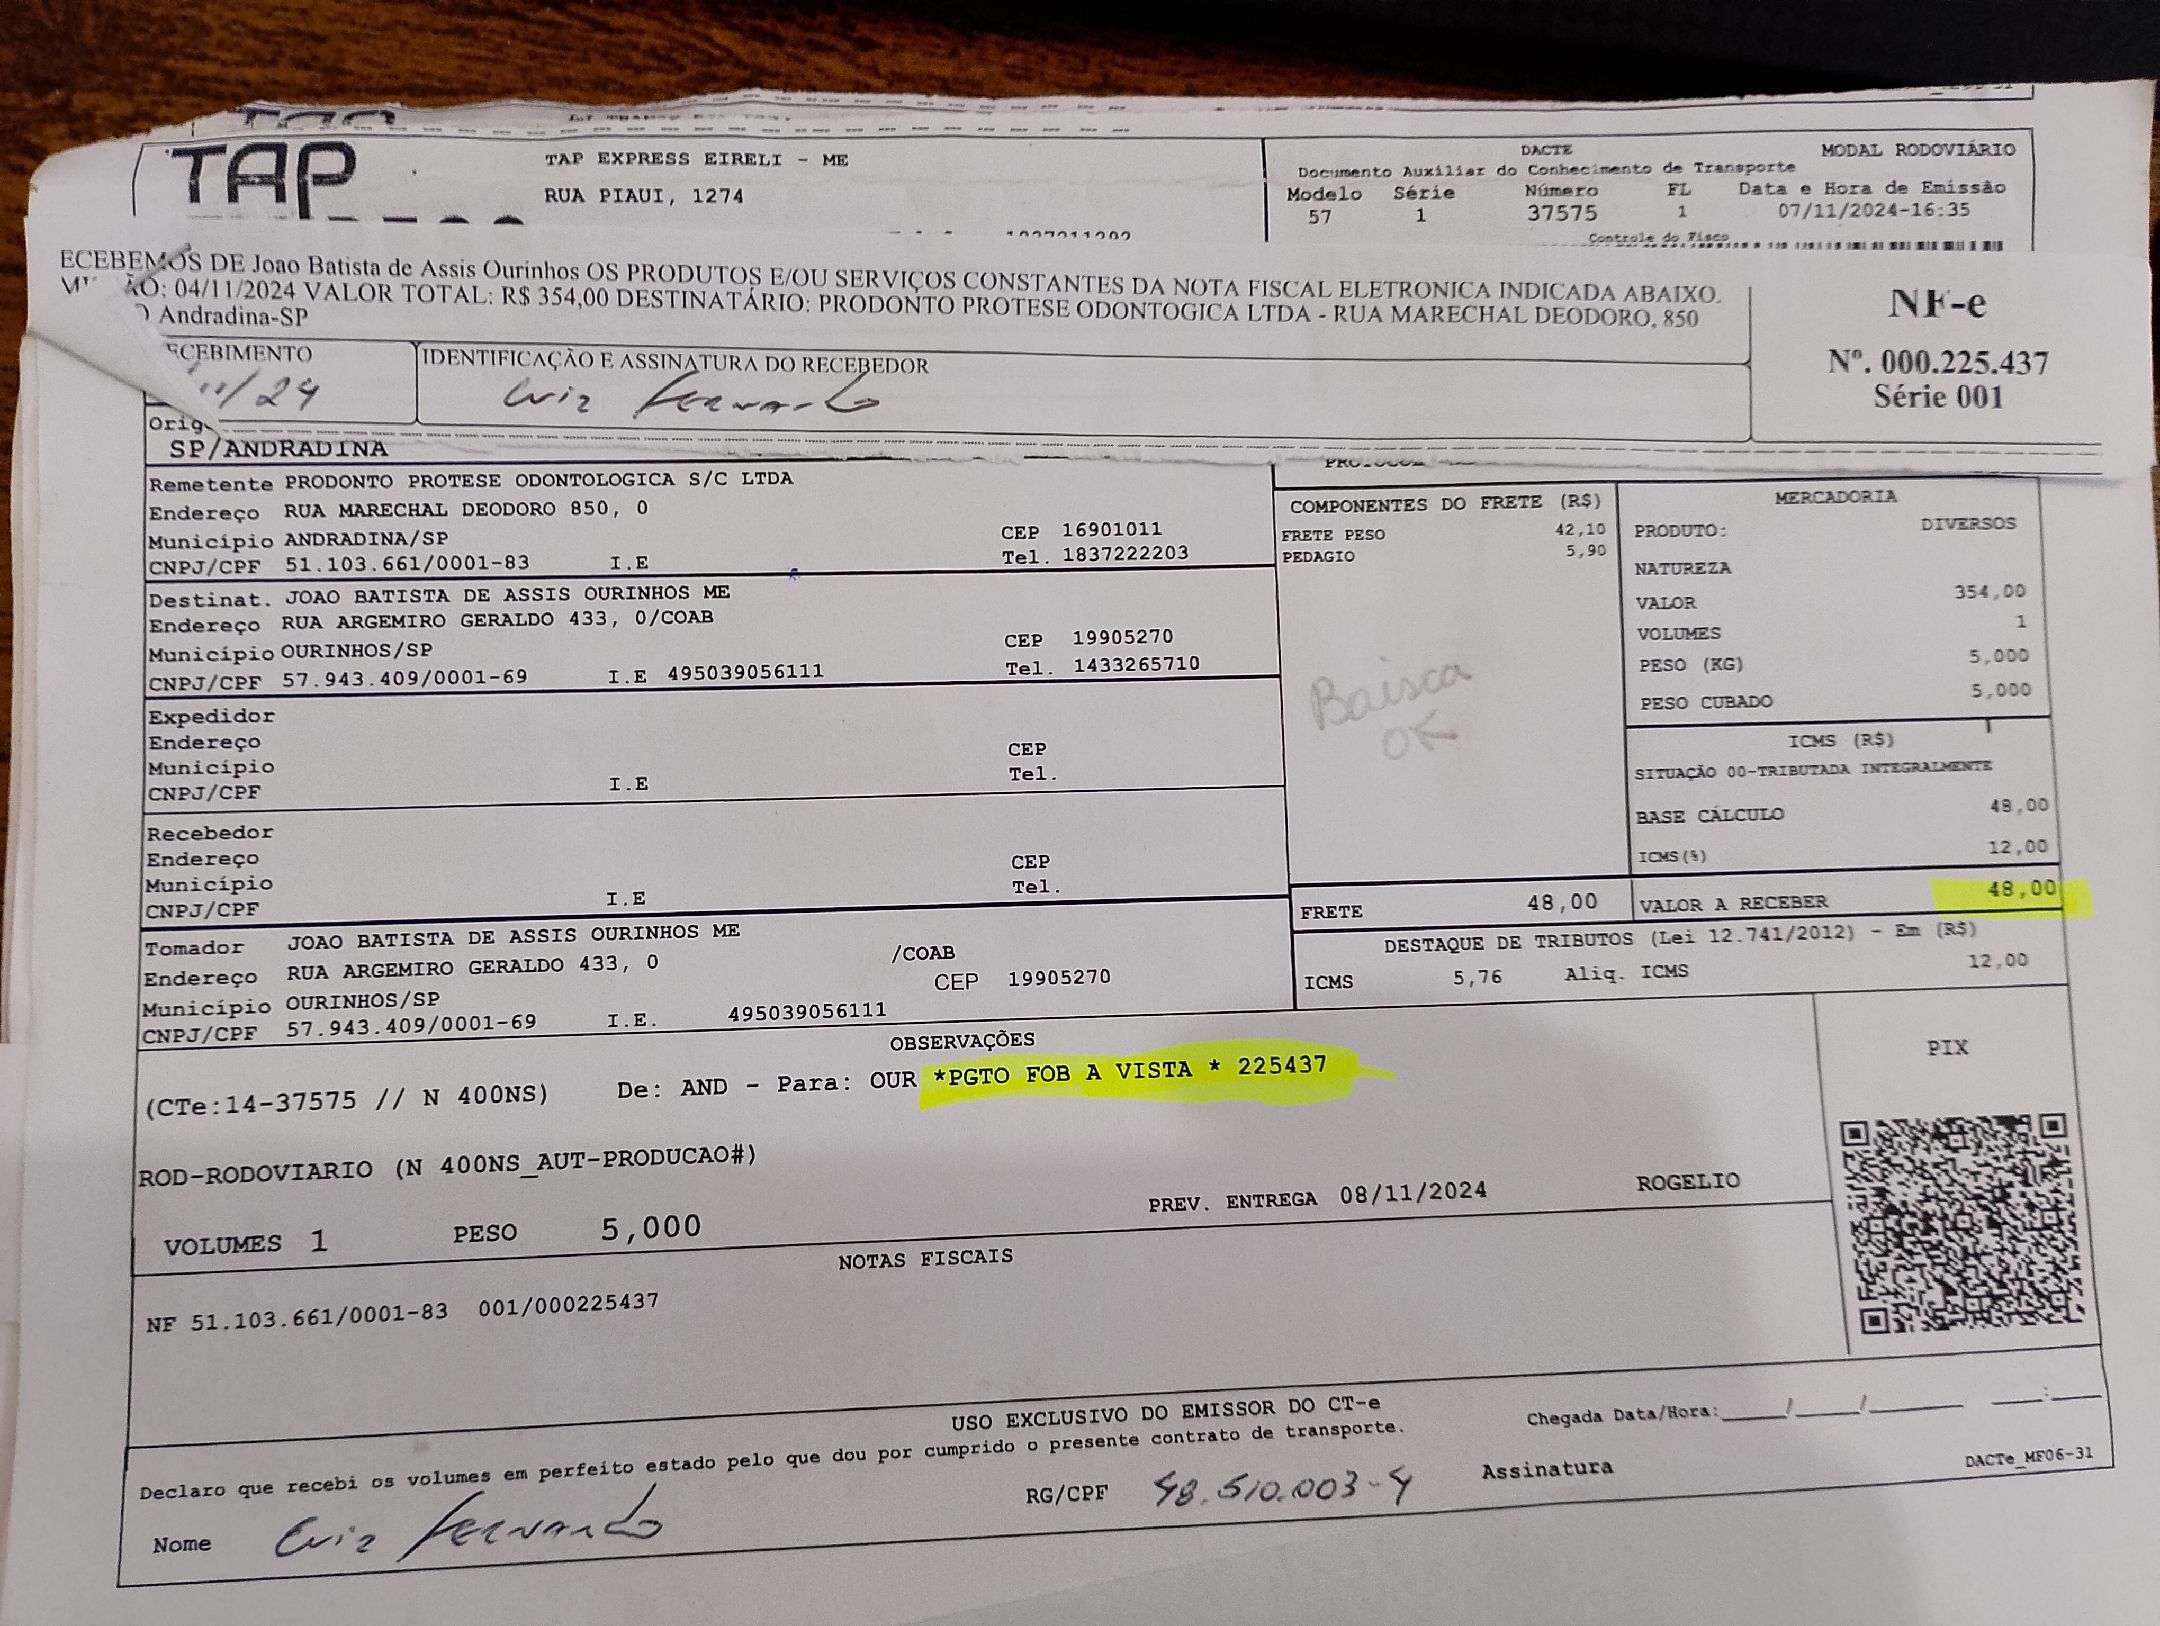 TAP
TAP EXPRESS EIRELI - ME
RUA PIAUI, 1274
DACTE
MODAL RODOVIÁRIO
Documento Auxiliar do Conhecimento de Transporte
Modelo Série Número FL Data e Hora de Emissão
57 1 37575 1 07/11/2024-16:35
Controle do Fisco
ECEBEMOS DE Joao Batista de Assis Ourinhos OS PRODUTOS E/OU SERVIÇOS CONSTANTES DA NOTA FISCAL ELETRONICA INDICADA ABAIXO.
ÃO: 04/11/2024 VALOR TOTAL: R$ 354,00 DESTINATÁRIO: PRODONTO PROTESE ODONTOGICA LTDA - RUA MARECHAL DEODORO, 850
Andradina-SP
NF-e
Nº. 000.225.437
Série 001
ECEBIMENTO
11/24
IDENTIFICAÇÃO E ASSINATURA DO RECEBEDOR
Luiz Fernando
Orig
SP/ANDRADINA
Remetente PRODONTO PROTESE ODONTOLOGICA S/C LTDA
Endereço RUA MARECHAL DEODORO 850, 0
Município ANDRADINA/SP CEP 16901011
CNPJ/CPF 51.103.661/0001-83 I.E Tel. 1837222203
Destinat. JOAO BATISTA DE ASSIS OURINHOS ME
Endereço RUA ARGEMIRO GERALDO 433, 0/COAB
Município OURINHOS/SP CEP 19905270
CNPJ/CPF 57.943.409/0001-69 I.E 495039056111 Tel. 1433265710
Expedidor
Endereço
Município CEP
CNPJ/CPF I.E Tel.
Recebedor
Endereço
Município CEP
CNPJ/CPF I.E Tel.
Tomador JOAO BATISTA DE ASSIS OURINHOS ME
Endereço RUA ARGEMIRO GERALDO 433, 0 /COAB
Município OURINHOS/SP CEP 19905270
CNPJ/CPF 57.943.409/0001-69 I.E. 495039056111
COMPONENTES DO FRETE (R$)
FRETE PESO 42,10
PEDAGIO 5,90
Baisca
OK
MERCADORIA
PRODUTO: DIVERSOS
NATUREZA
VALOR 354,00
VOLUMES 1
PESO (KG) 5,000
PESO CUBADO 5,000
ICMS (R$)
SITUAÇÃO 00-TRIBUTADA INTEGRALMENTE
BASE CÁLCULO 48,00
ICMS(%) 12,00
FRETE 48,00 VALOR A RECEBER 48,00
DESTAQUE DE TRIBUTOS (Lei 12.741/2012) - Em (R$)
ICMS 5,76 Aliq. ICMS 12,00
OBSERVAÇÕES
(CTe:14-37575 // N 400NS) De: AND - Para: OUR *PGTO FOB A VISTA * 225437
PIX
ROD-RODOVIARIO (N 400NS_AUT-PRODUCAO#)
PREV. ENTREGA 08/11/2024 ROGELIO
VOLUMES 1 PESO 5,000
NOTAS FISCAIS
NF 51.103.661/0001-83 001/000225437
USO EXCLUSIVO DO EMISSOR DO CT-e
Declaro que recebi os volumes em perfeito estado pelo que dou por cumprido o presente contrato de transporte.
Chegada Data/Hora:____/____/______ ___:___
Nome Luiz Fernando RG/CPF 48.510.003-4 Assinatura
DACTe_MF06-31